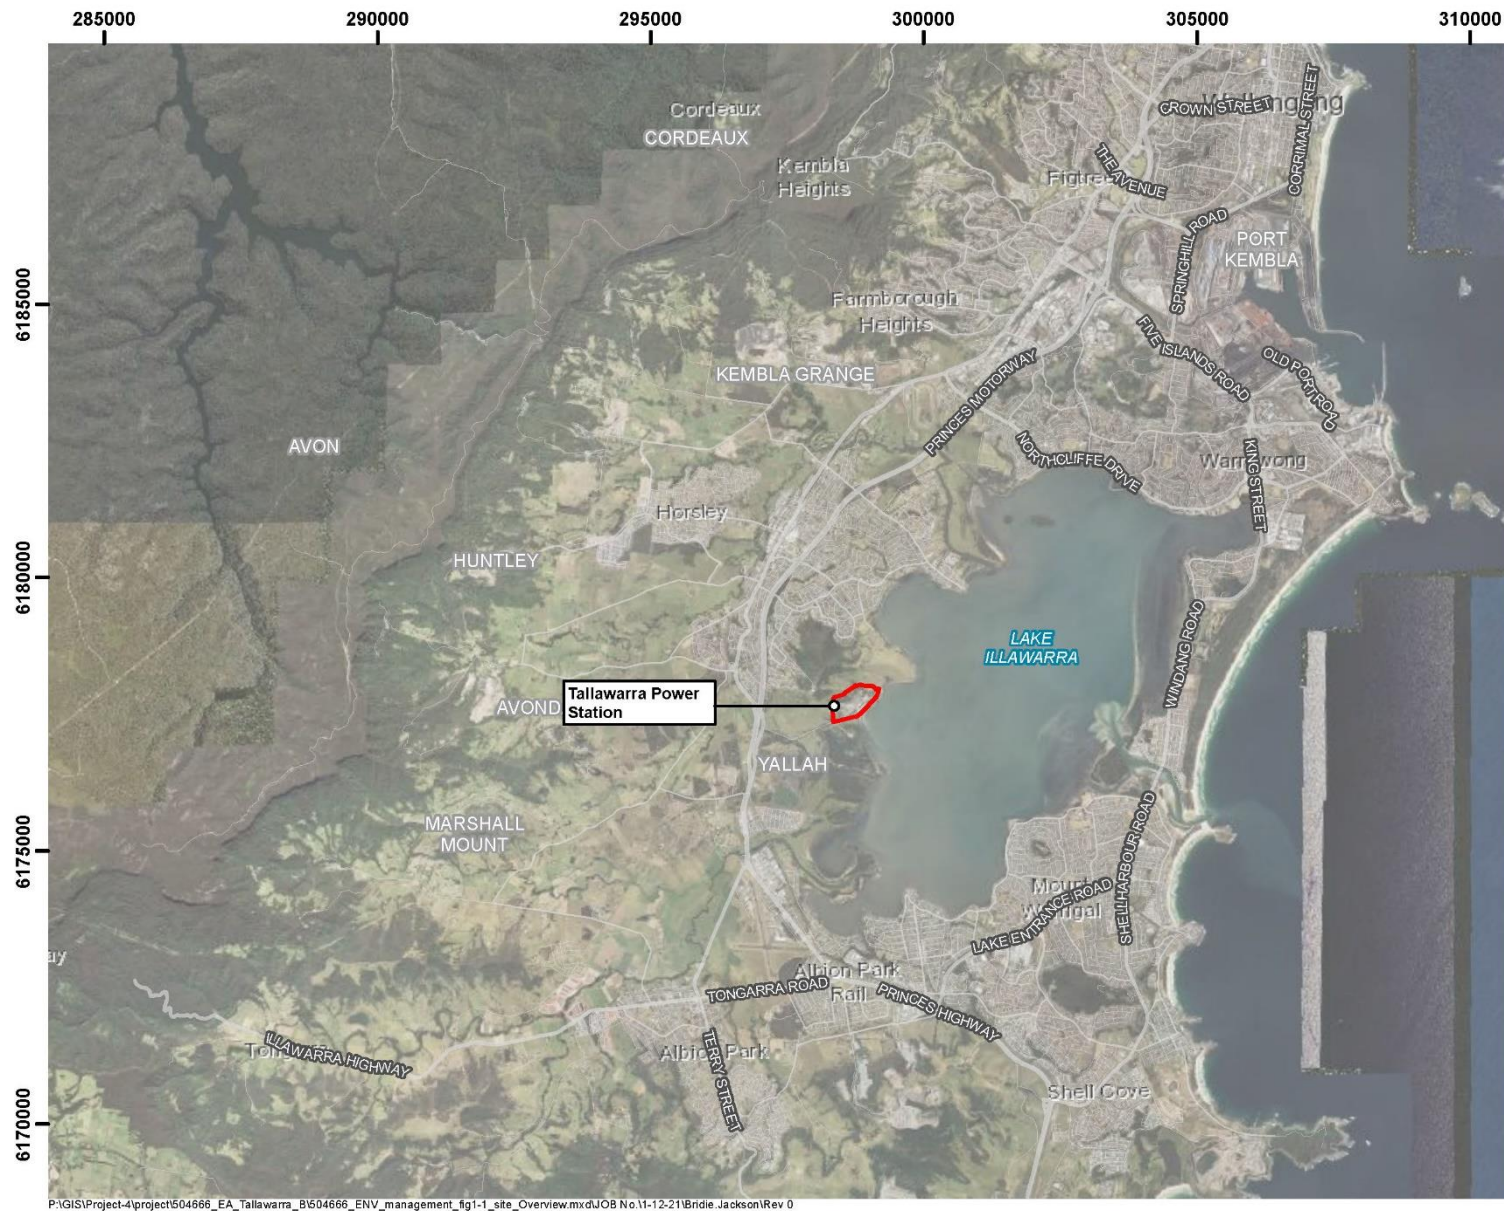 285000
290000
295000
300000
305000
310000
Cordeaux
CORDEAUX
Kembla
Heights
CROWN STREET
CORRIMAL STREET
THE AVENUE
SPRINGHILL ROAD
PORT
KEMBLA
6185000
Farmborough
Heights
FIVE ISLANDS ROAD
OLD PORT ROAD
KEMBLA GRANGE
PRINCES MOTORWAY
AVON
NORTHCLIFFE DRIVE
KING STREET
Horsley
HUNTLEY
6180000
LAKE
ILLAWARRA
WINDANG ROAD
Tallawarra Power
Station
AVOND
YALLAH
MARSHALL
MOUNT
6175000
SHELLHARBOUR ROAD
LAKE ENTRANCE ROAD
Albion Park
Rail
TONGARRA ROAD
PRINCES HIGHWAY
ILLAWARRA HIGHWAY
Albion Park
TERRY STREET
Shell Cove
6170000
P:\GIS\Project-4\project\504666_EA_Tallawarra_B\504666_ENV_management_fig1-1_site_Overview.mxd\JOB No.\1-12-21\Bridie.Jackson\Rev 0